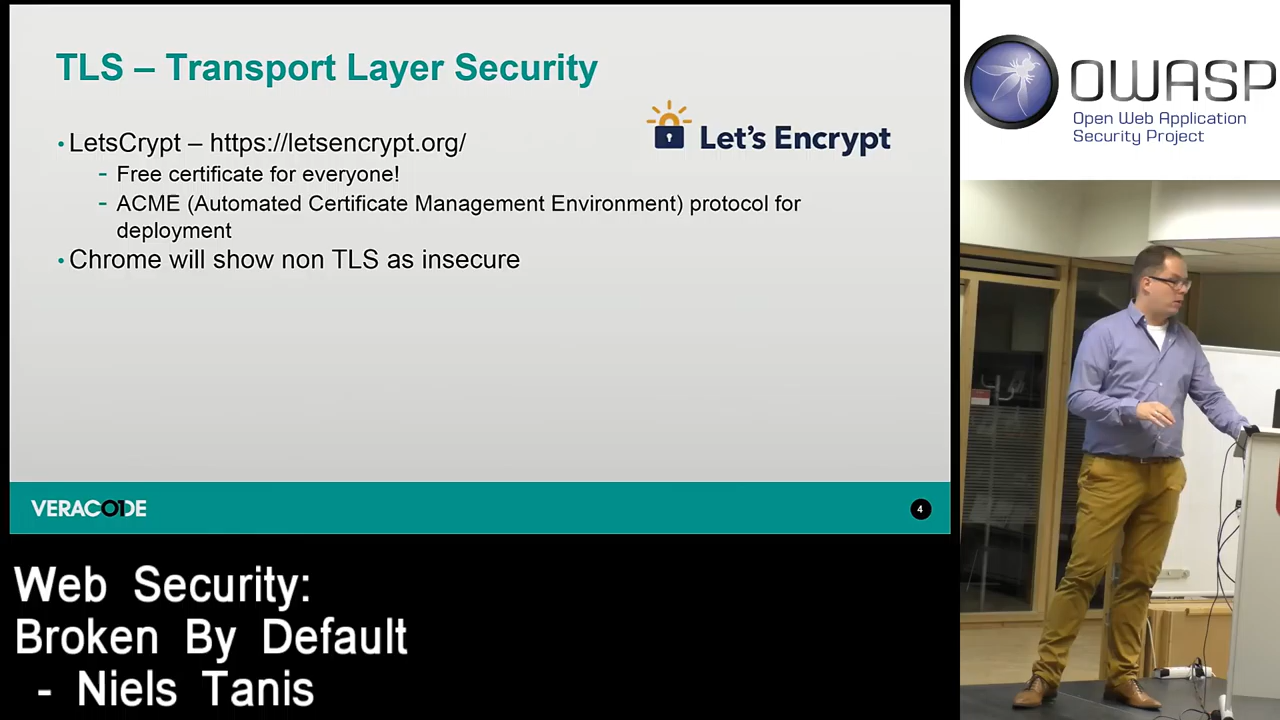 TLS – Transport Layer Security
• LetsCrypt – https://letsencrypt.org/
- Free certificate for everyone!
- ACME (Automated Certificate Management Environment) protocol for
deployment
• Chrome will show non TLS as insecure
Let's Encrypt
VERACODE
4
OWASP
Open Web Application
Security Project
Web Security:
Broken By Default
- Niels Tanis